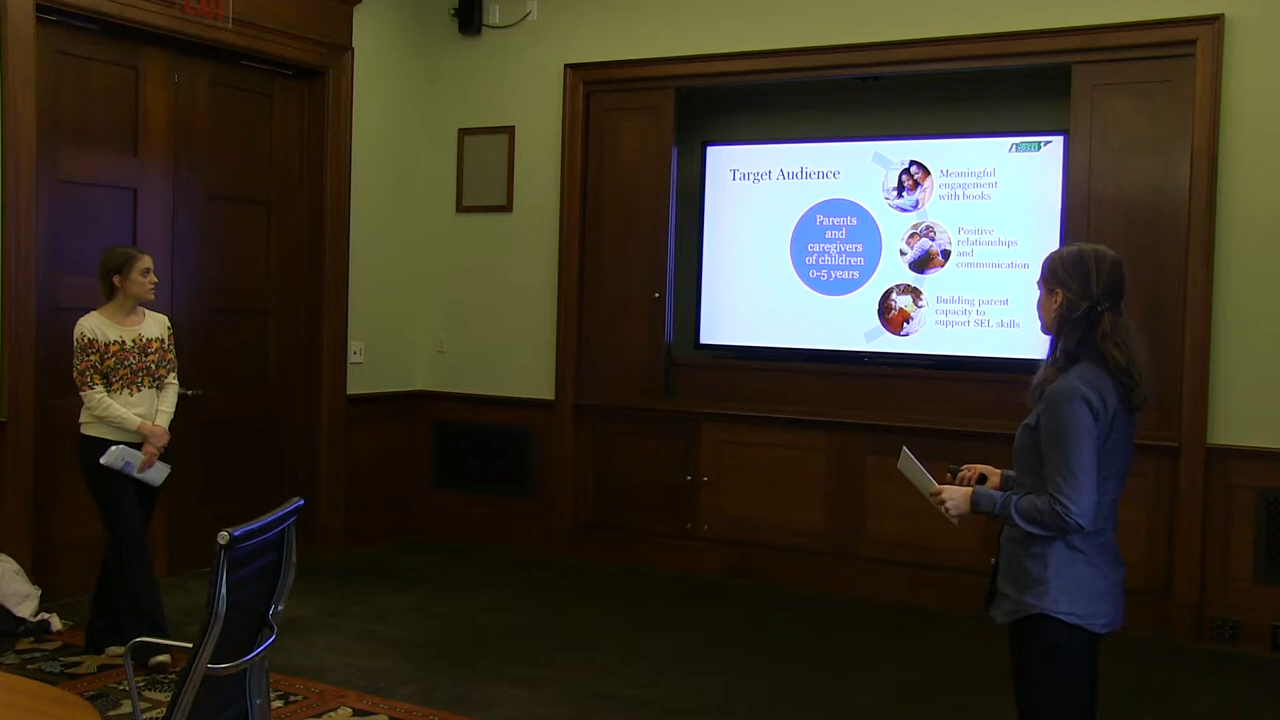 EXIT
Target Audience
Parents
and
caregivers
of children
0-5 years
Meaningful
engagement
with books
Positive
relationships
and
communication
Building parent
capacity to
support SEL skills